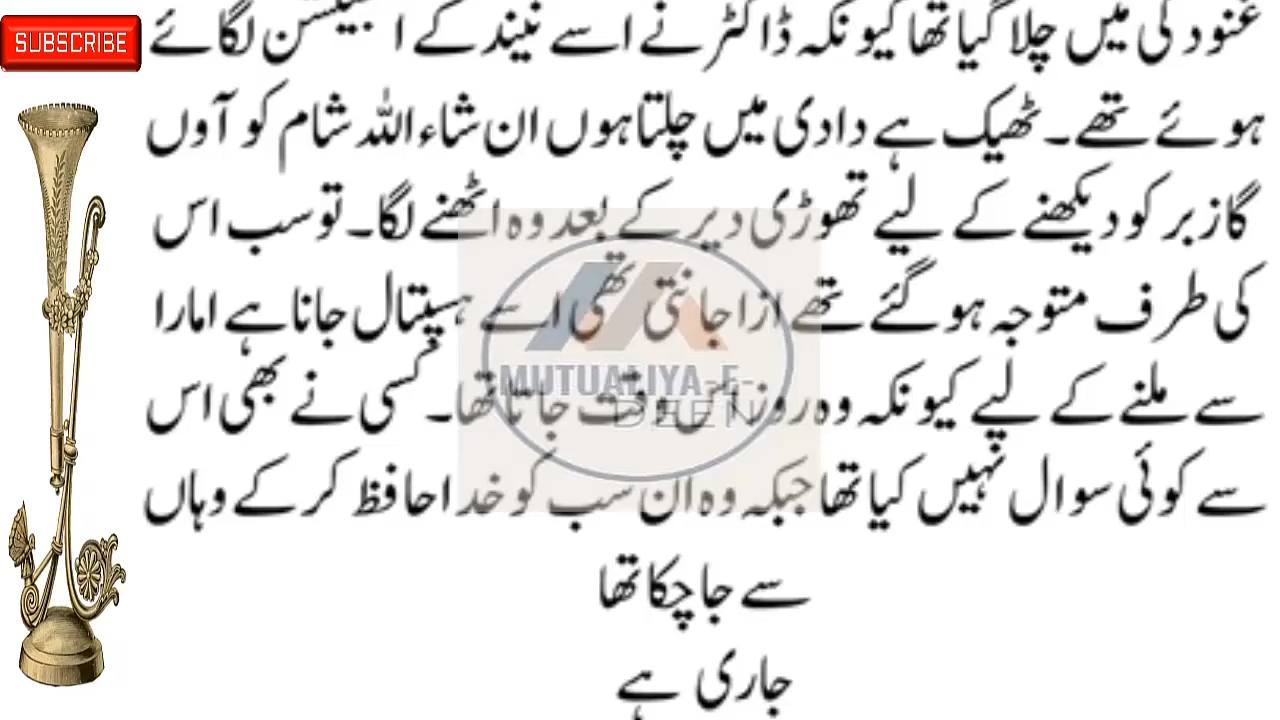 SUBSCRIBE
غنودگی میں چلا گیا تھا کیونکہ ڈاکٹر نے اسے نیند کے انجیکشن لگائے
ہوئے تھے۔ ٹھیک ہے دادی میں چلتا ہوں ان شاء اللہ شام کو آوں
گا زبر کو دیکھنے کے لیے تھوڑی دیر کے بعد وہ اٹھنے لگا۔ تو سب اس
کی طرف متوجہ ہو گئے تھے ازا جانتی تھی اسے ہسپتال جانا ہے امارا
سے ملنے کے لیے کیونکہ وہ روز وقت جاتا تھا۔ کسی نے بھی اس
سے کوئی سوال نہیں کیا تھا جبکہ وہ ان سب کو خدا حافظ کر کے وہاں
سے جا چکا تھا
جاری ہے
MUTUALIYA-E-
DEEN